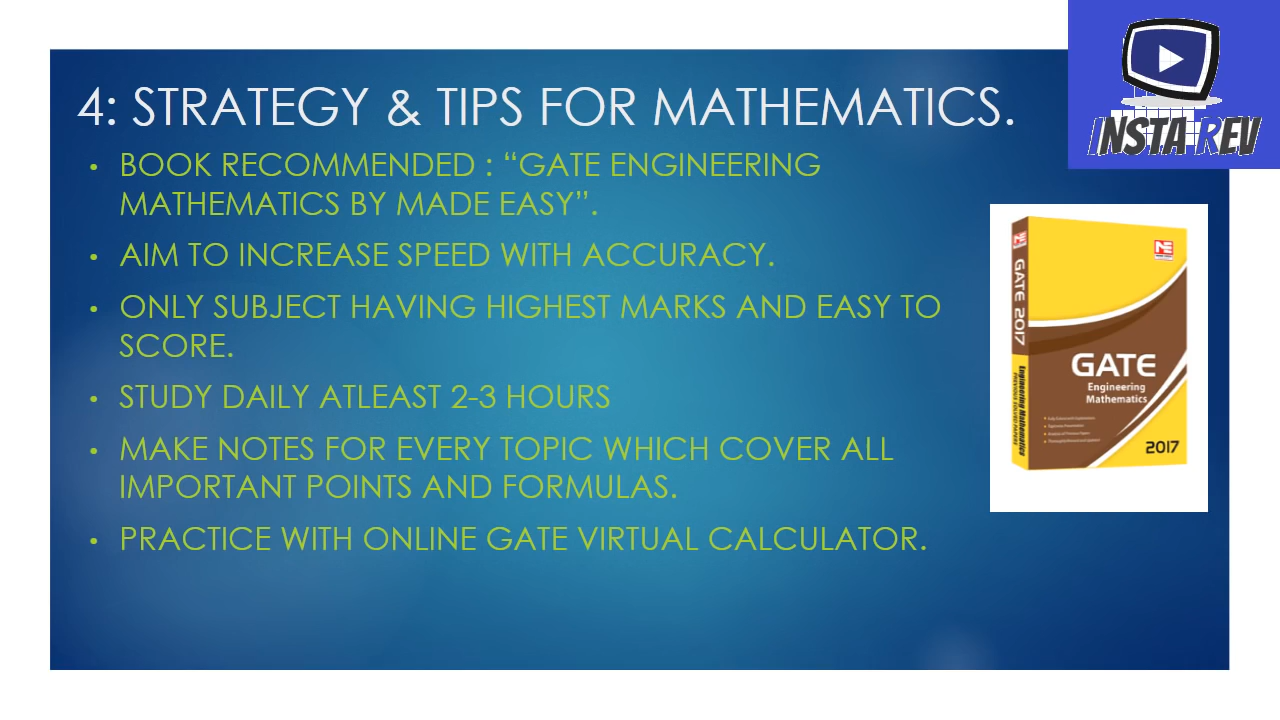 4: STRATEGY & TIPS FOR MATHEMATICS.
INSTA REV
• BOOK RECOMMENDED : “GATE ENGINEERING
MATHEMATICS BY MADE EASY”.
• AIM TO INCREASE SPEED WITH ACCURACY.
• ONLY SUBJECT HAVING HIGHEST MARKS AND EASY TO
SCORE.
• STUDY DAILY ATLEAST 2-3 HOURS
• MAKE NOTES FOR EVERY TOPIC WHICH COVER ALL
IMPORTANT POINTS AND FORMULAS.
• PRACTICE WITH ONLINE GATE VIRTUAL CALCULATOR.
GATE 2017
Engineering Mathematics
GATE
Engineering
Mathematics
2017